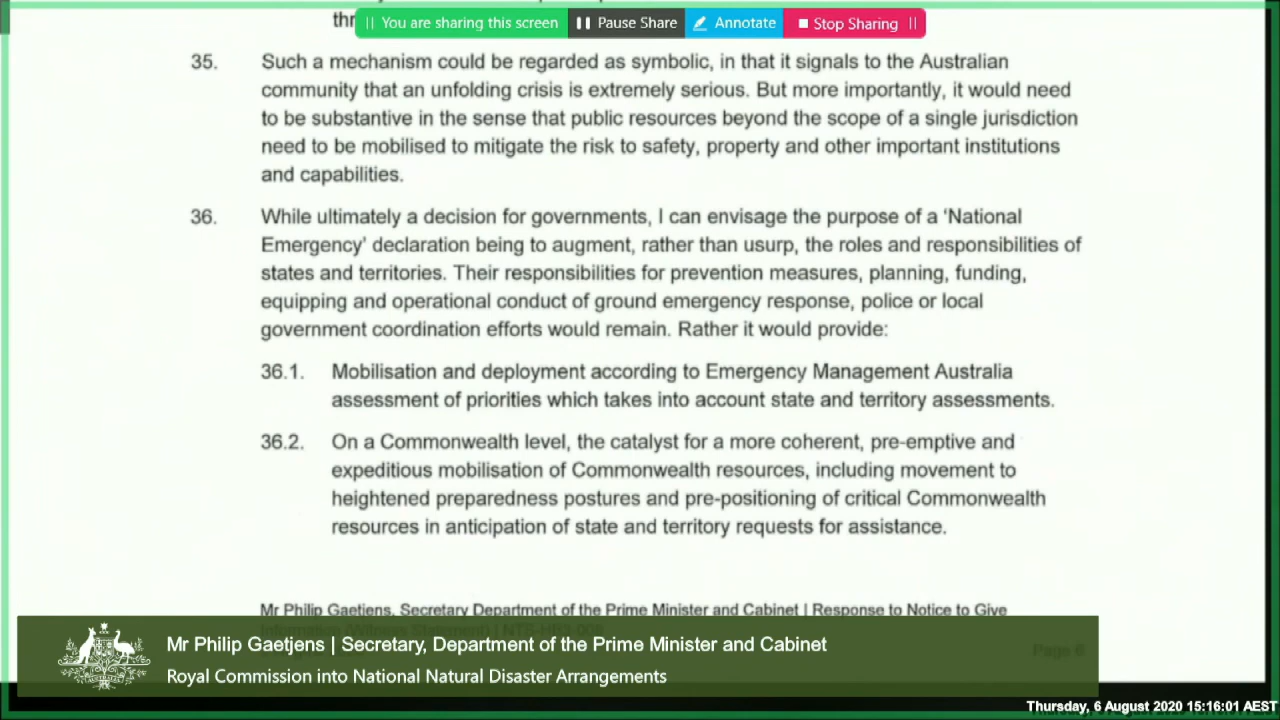 thr
You are sharing this screen
Pause Share
Annotate
Stop Sharing
35. Such a mechanism could be regarded as symbolic, in that it signals to the Australian
community that an unfolding crisis is extremely serious. But more importantly, it would need
to be substantive in the sense that public resources beyond the scope of a single jurisdiction
need to be mobilised to mitigate the risk to safety, property and other important institutions
and capabilities.
36. While ultimately a decision for governments, I can envisage the purpose of a ‘National
Emergency’ declaration being to augment, rather than usurp, the roles and responsibilities of
states and territories. Their responsibilities for prevention measures, planning, funding,
equipping and operational conduct of ground emergency response, police or local
government coordination efforts would remain. Rather it would provide:
36.1. Mobilisation and deployment according to Emergency Management Australia
assessment of priorities which takes into account state and territory assessments.
36.2. On a Commonwealth level, the catalyst for a more coherent, pre-emptive and
expeditious mobilisation of Commonwealth resources, including movement to
heightened preparedness postures and pre-positioning of critical Commonwealth
resources in anticipation of state and territory requests for assistance.
Mr Philip Gaetjens, Secretary Department of the Prime Minister and Cabinet | Response to Notice to Give
Information (Witness Statement) |
Page 6
Mr Philip Gaetjens | Secretary, Department of the Prime Minister and Cabinet
Royal Commission into National Natural Disaster Arrangements
Thursday, 6 August 2020 15:16:01 AEST